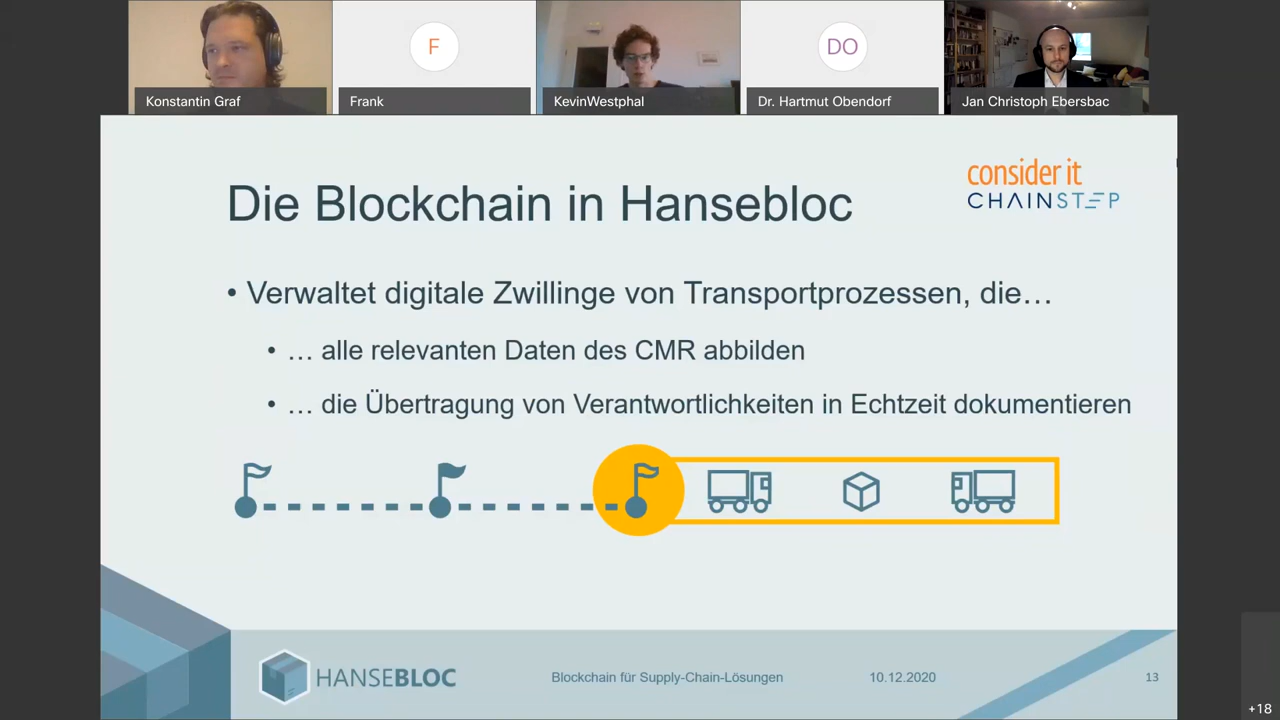 F
DO
Konstantin Graf
Frank
KevinWestphal
Dr. Hartmut Obendorf
Jan Christoph Ebersbac
consider it
CHAINSTEP
Die Blockchain in Hansebloc
• Verwaltet digitale Zwillinge von Transportprozessen, die…
• … alle relevanten Daten des CMR abbilden
• … die Übertragung von Verantwortlichkeiten in Echtzeit dokumentieren
HANSEBLOC
Blockchain für Supply-Chain-Lösungen
10.12.2020
13
+18